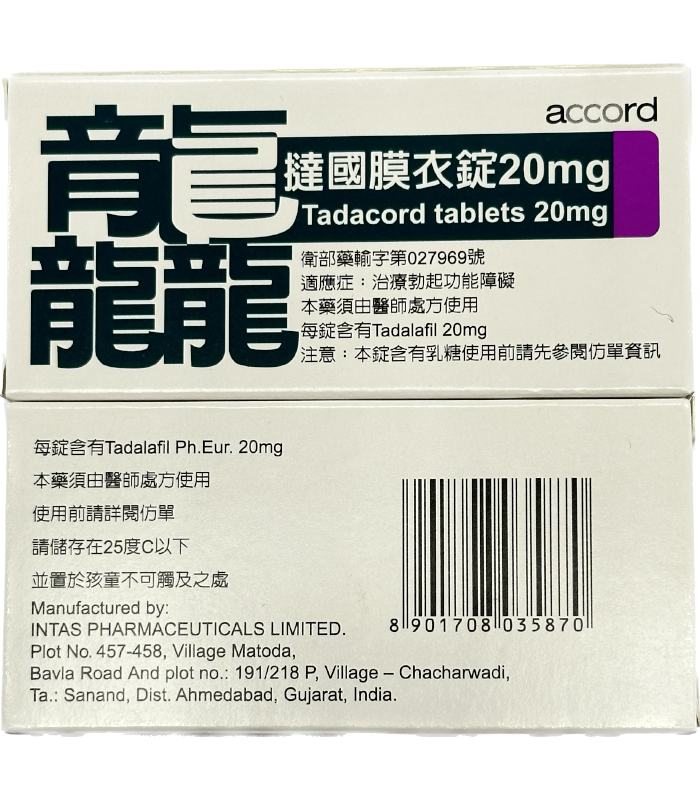 accord
龍
龍龍
撻國膜衣錠20mg
Tadacord tablets 20mg
衛部藥輸字第027969號
適應症：治療勃起功能障礙
本藥須由醫師處方使用
每錠含有Tadalafil 20mg
注意：本錠含有乳糖使用前請先參閱仿單資訊
每錠含有Tadalafil Ph.Eur. 20mg
本藥須由醫師處方使用
使用前請詳閱仿單
請儲存在25度C以下
並置於孩童不可觸及之處
Manufactured by:
INTAS PHARMACEUTICALS LIMITED.
Plot No. 457-458, Village Matoda,
Bavla Road And plot no.: 191/218 P, Village – Chacharwadi,
Ta.: Sanand, Dist. Ahmedabad, Gujarat, India.
8 901708 035870